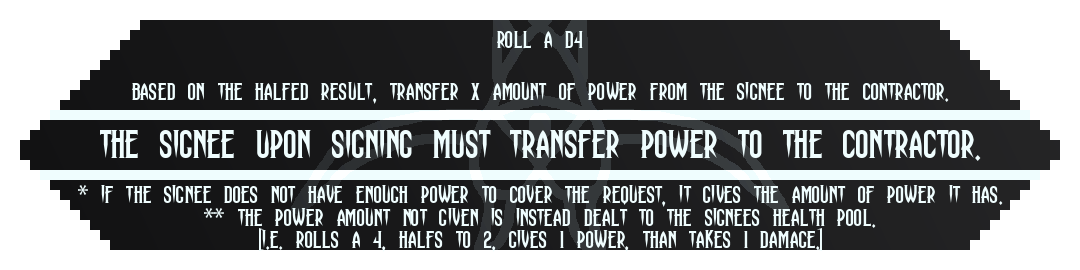 ROLL A D4
BASED ON THE HALFED RESULT, TRANSFER X AMOUNT OF POWER FROM THE SIGNEE TO THE CONTRACTOR.
THE SIGNEE UPON SIGNING MUST TRANSFER POWER TO THE CONTRACTOR.
* IF THE SIGNEE DOES NOT HAVE ENOUGH POWER TO COVER THE REQUEST, IT GIVES THE AMOUNT OF POWER IT HAS.
** THE POWER AMOUNT NOT GIVEN IS INSTEAD DEALT TO THE SIGNEES HEALTH POOL.
[I.E. ROLLS A 4, HALFS TO 2, GIVES 1 POWER, THAN TAKES 1 DAMAGE.]